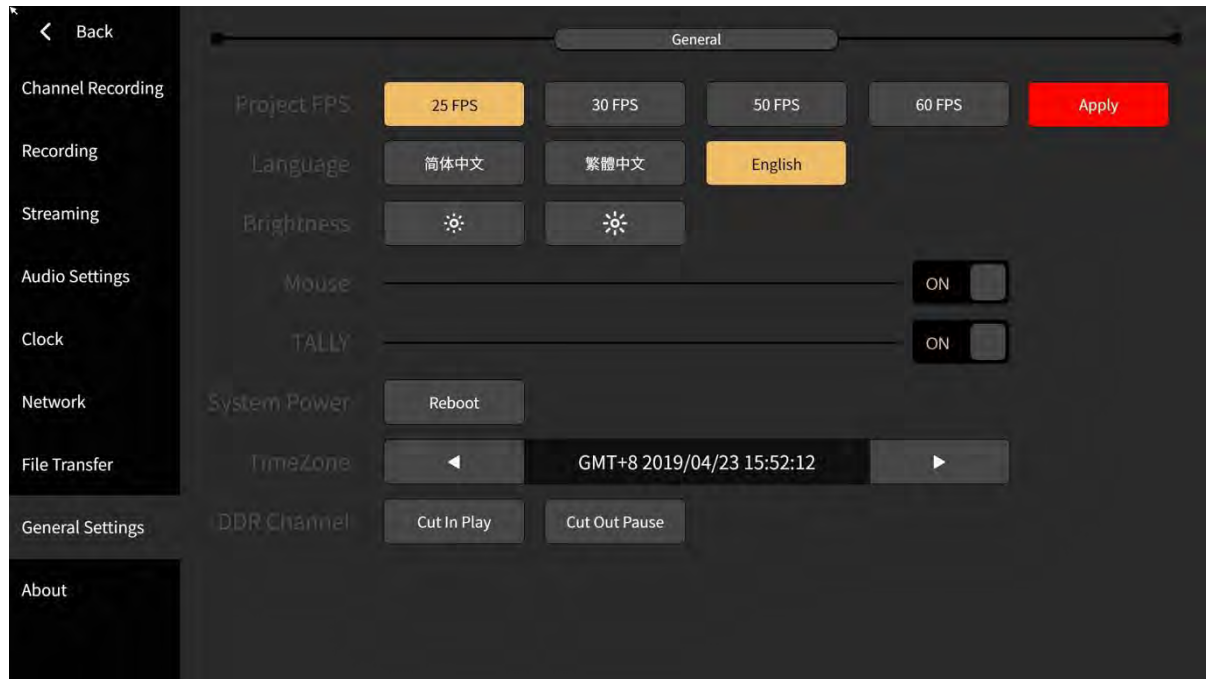 Back
General
Channel Recording
Project FPS 25 FPS 30 FPS 50 FPS 60 FPS Apply
Recording
Language 简体中文 繁體中文 English
Streaming
Brightness
Audio Settings
Mouse ON
Clock
TALLY ON
Network
System Power Reboot
File Transfer
TimeZone GMT+8 2019/04/23 15:52:12
General Settings
DDR Channel Cut In Play Cut Out Pause
About